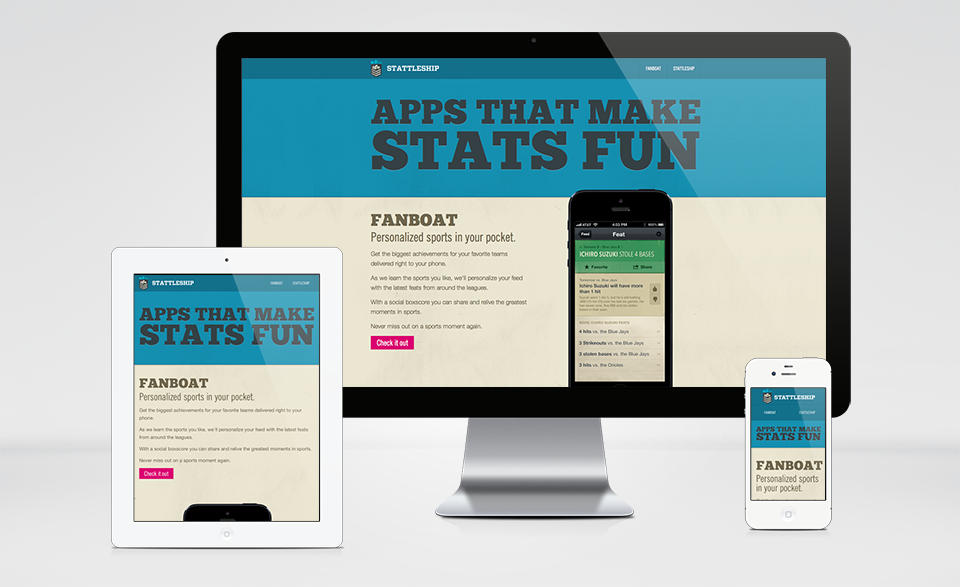 STATTLESHIP
FANBOAT STATTLESHIP
APPS THAT MAKE
STATS FUN
FANBOAT
Personalized sports in your pocket.
Get the biggest achievements for your favorite teams
delivered right to your phone.
As we learn the sports you like, we'll personalize your feed
with the latest feats from around the leagues.
With a social boxscore you can share and relive the greatest
moments in sports.
Never miss out on a sports moment again.
Check it out
4:03 PM
Feed
Feat
ICHIRO SUZUKI STOLE 4 BASES
Favorite Share
Tomorrow vs. Blue Jays
Ichiro Suzuki will have more
than 1 hit
MORE ICHIRO SUZUKI FEATS
4 hits vs. the Blue Jays
3 Strikeouts vs. the Blue Jays
3 stolen bases vs. the Blue Jays
3 hits vs. the Orioles
STATTLESHIP
FANBOAT STATTLESHIP
APPS THAT MAKE
STATS FUN
FANBOAT
Personalized sports in your pocket.
Get the biggest achievements for your favorite teams delivered right to your
phone.
As we learn the sports you like, we'll personalize your feed with the latest feats
from around the leagues.
With a social boxscore you can share and relive the greatest moments in sports.
Never miss out on a sports moment again.
Check it out
STATTLESHIP
FANBOAT STATTLESHIP
APPS THAT MAKE
STATS FUN
FANBOAT
Personalized sports
in your pocket.